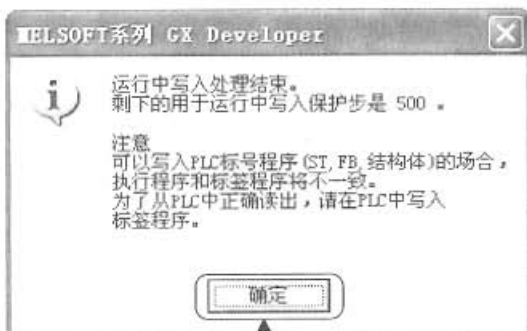 MELSOFT系列 GX Developer
运行中写入处理结束。
剩下的用于运行中写入保护步是 500 。
注意
可以写入PLC标号程序(ST, FB, 结构体)的场合，
执行程序和标签程序将不一致。
为了从PLC中正确读出，请在PLC中写入
标签程序。
确定